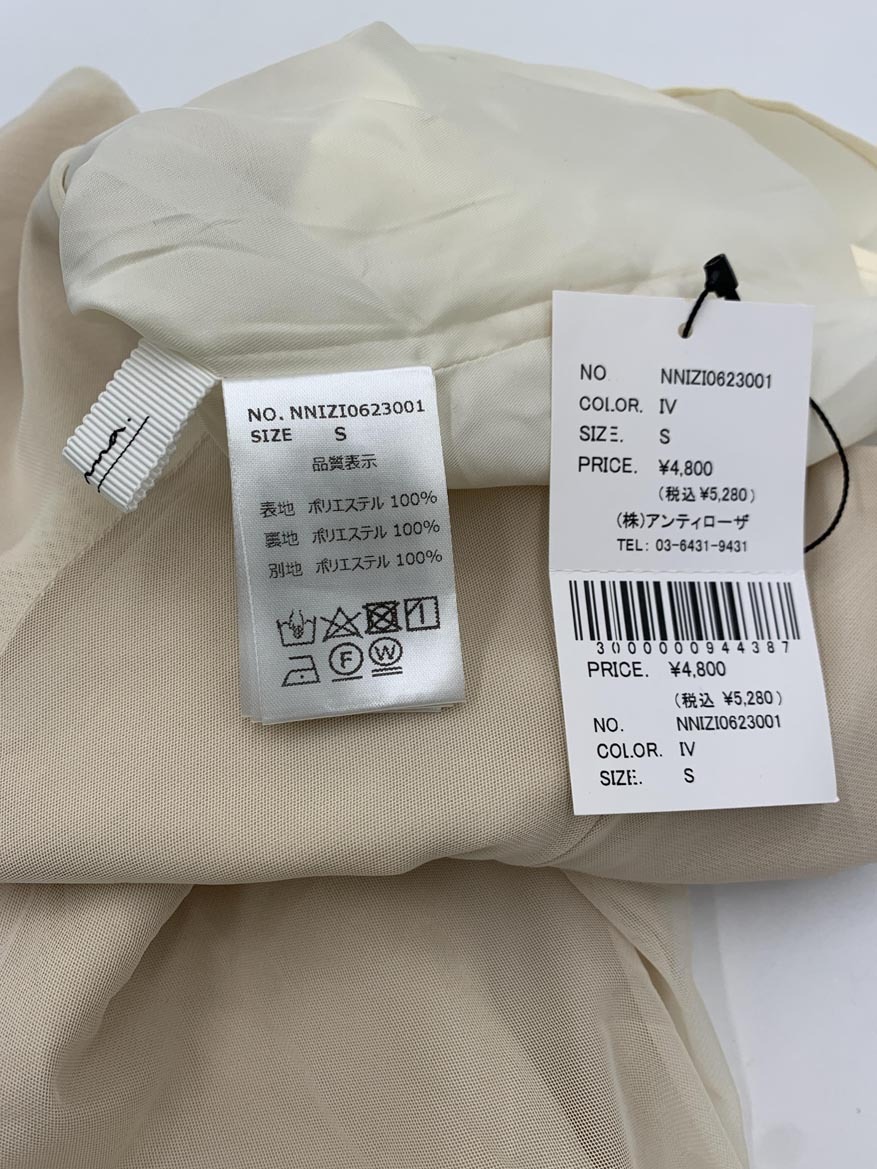 NO. NNIZI0623001
SIZE S
品質表示
表地 ポリエステル 100%
裏地 ポリエステル 100%
別地 ポリエステル 100%
F
W
NO. NNIZI0623001
COLOR. IV
SIZE. S
PRICE. ¥4,800
(税込 ¥5,280)
(株)アンティローザ
TEL: 03-6431-9431
3000000944387
PRICE. ¥4,800
(税込 ¥5,280)
NO. NNIZI0623001
COLOR. IV
SIZE. S